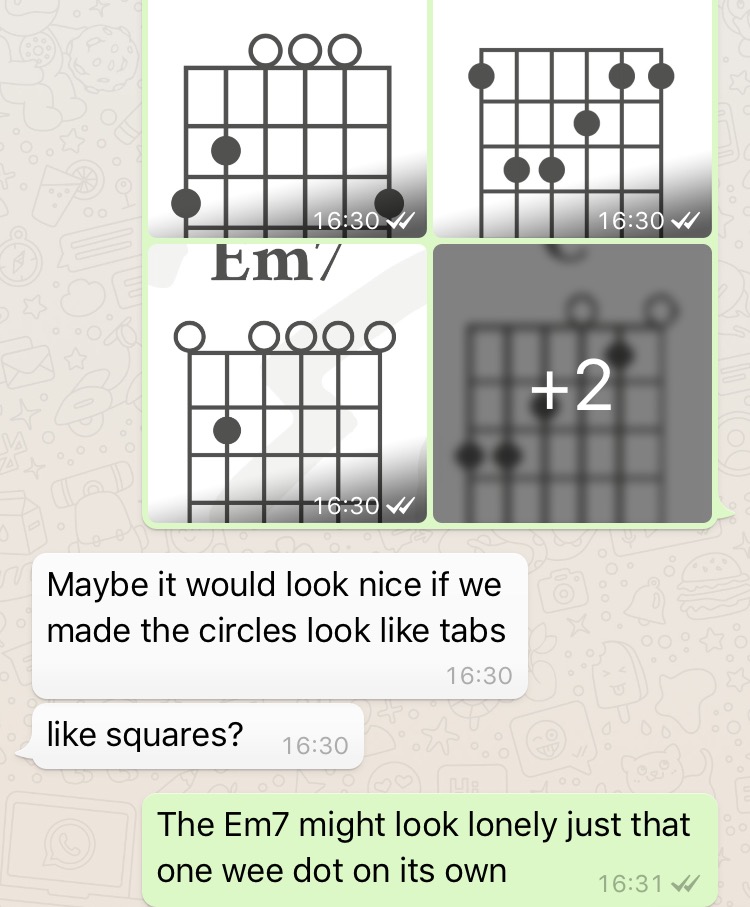 16:30
16:30
Em7
C
16:30
+2
Maybe it would look nice if we
made the circles look like tabs
16:30
like squares?
16:30
The Em7 might look lonely just that
one wee dot on its own
16:31